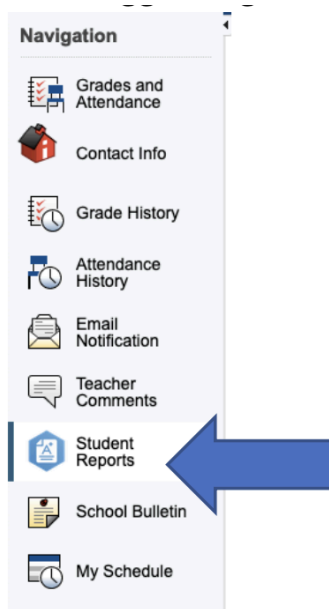 Navigation
Grades and
Attendance
Contact Info
Grade History
Attendance
History
Email
Notification
Teacher
Comments
Student
Reports
School Bulletin
My Schedule